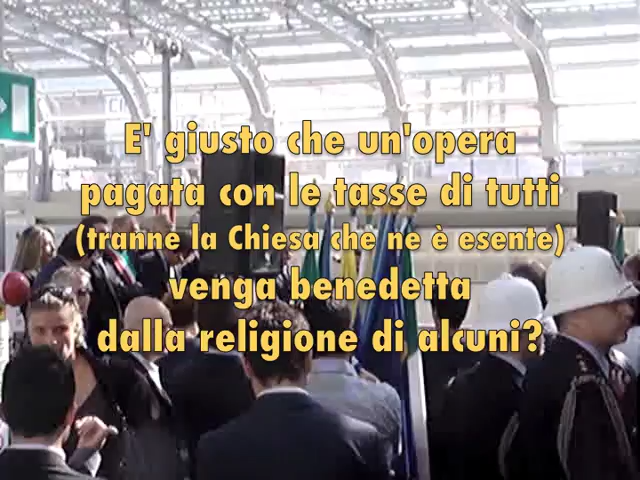 E' giusto che un'opera
pagata con le tasse di tutti
(tranne la Chiesa che ne è esente)
venga benedetta
dalla religione di alcuni?